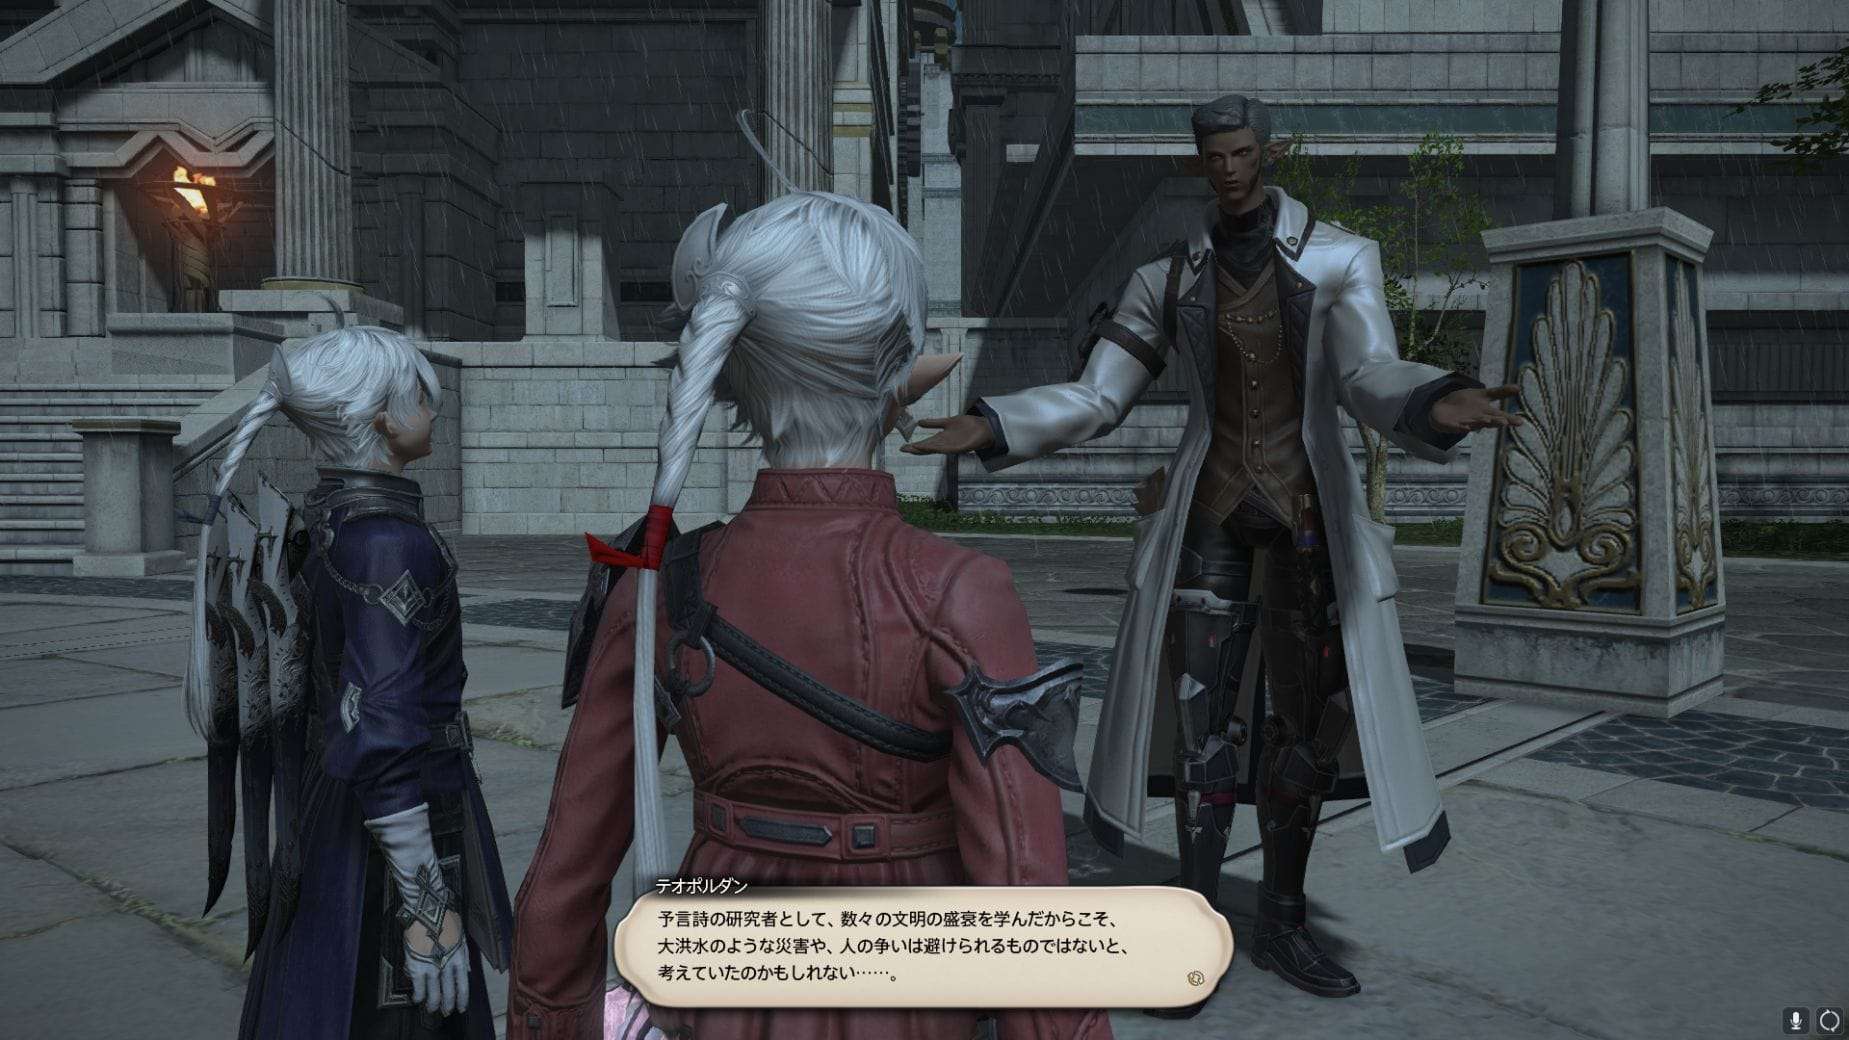 テオポルダン
予言詩の研究者として、数々の文明の盛衰を学んだからこそ、
大洪水のような災害や、人の争いは避けられるものではないと、
考えていたのかもしれない……。